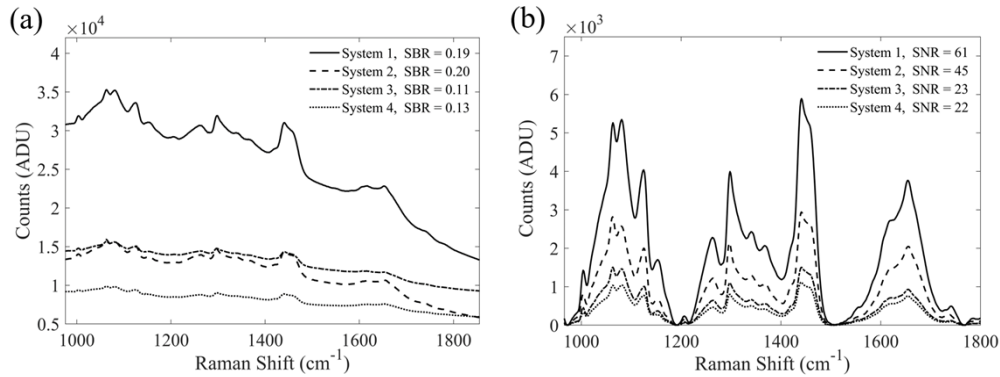 (a)
×10⁴
4
3.5
3
2.5
2
1.5
1
0.5
Counts (ADU)
System 1, SBR = 0.19
System 2, SBR = 0.20
System 3, SBR = 0.11
System 4, SBR = 0.13
1000 1200 1400 1600 1800
Raman Shift (cm⁻¹)
(b)
×10³
7
6
5
4
3
2
1
0
Counts (ADU)
System 1, SNR = 61
System 2, SNR = 45
System 3, SNR = 23
System 4, SNR = 22
1000 1200 1400 1600 1800
Raman Shift (cm⁻¹)